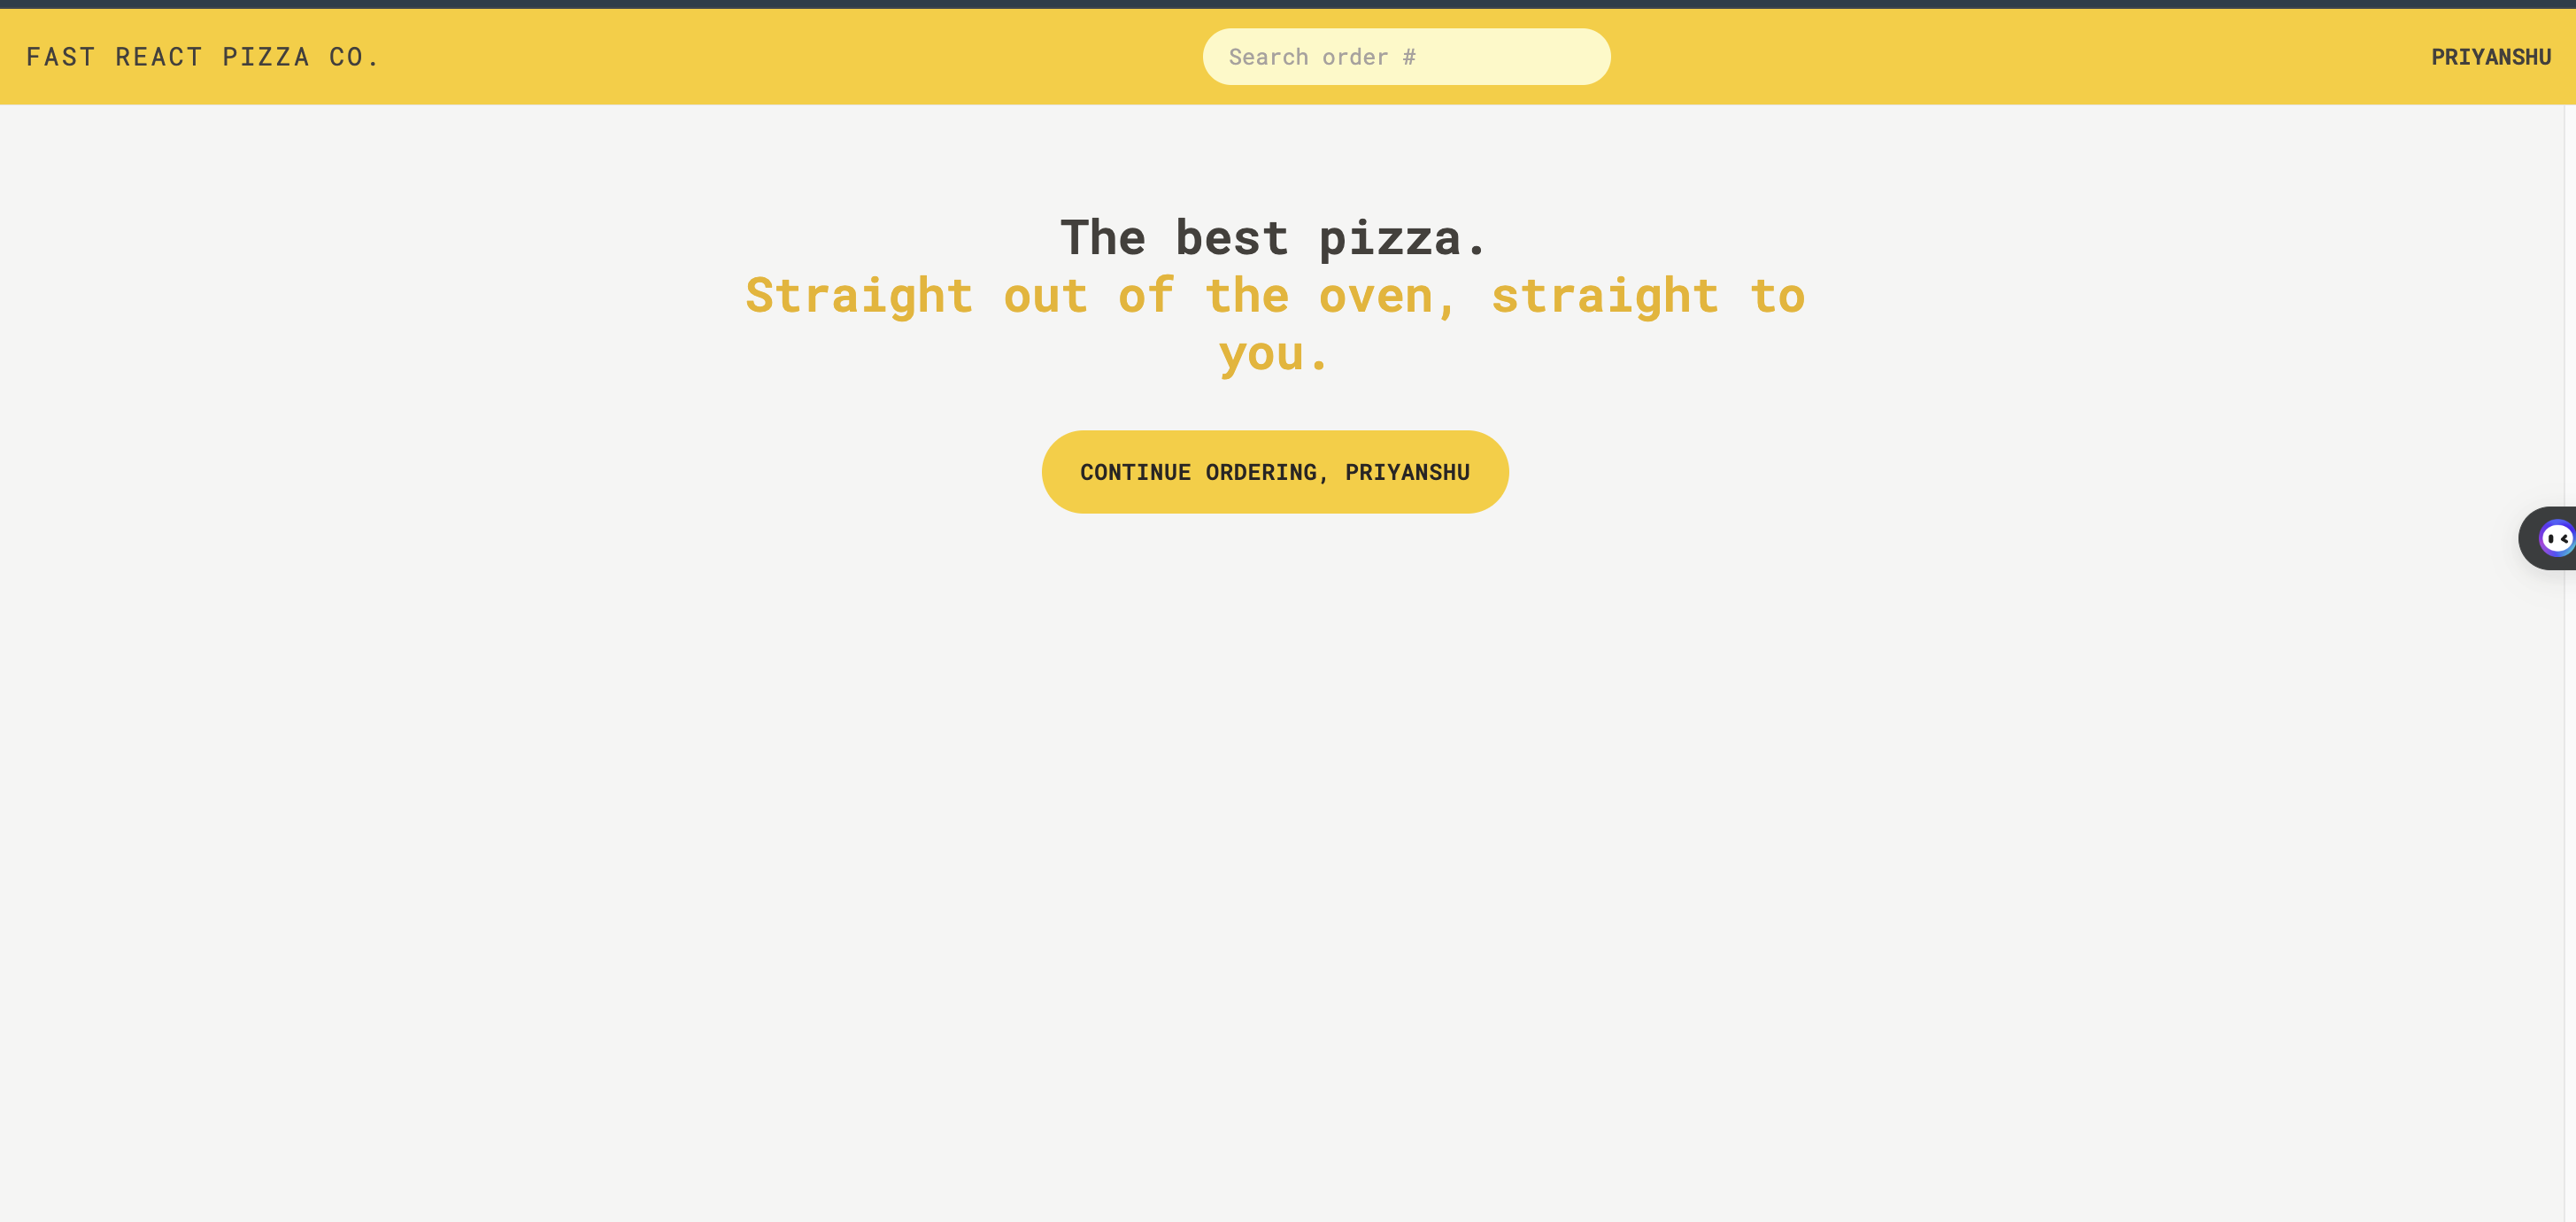 FAST REACT PIZZA CO.
Search order #
PRIYANSHU
The best pizza.
Straight out of the oven, straight to
you.
CONTINUE ORDERING, PRIYANSHU